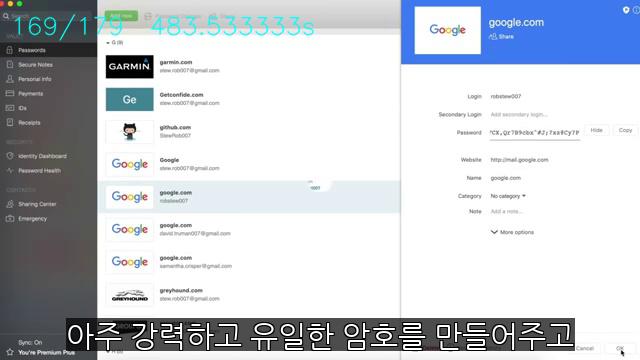 169/179 483.533333s
Search
Add new
VAULT
Passwords
Secure Notes
Personal Info
Payments
IDs
Receipts
SECURITY
Identity Dashboard
Password Health
CONTACTS
Sharing Center
Emergency
Sync: On
You're Premium Plus
G (9)
GARMIN
garmin.com
stew.rob007@gmail.com
Ge
Getconfide.com
stew.rob007@gmail.com
github.com
StewRob007
Google
Google
stew.rob007@gmail.com
Google
google.com
robstew007
Google
google.com
david.truman007@gmail.com
Google
google.com
samantha.crisper@gmail.com
GREYHOUND
greyhound.com
stew.rob007@gmail.com
Google
google.com
Share
Login robstew007
Secondary Login Add secondary login...
Password Hide Copy
Website http://mail.google.com
Name google.com
Category No category
Note Add a note...
More options
Cancel OK
아주 강력하고 유일한 암호를 만들어주고